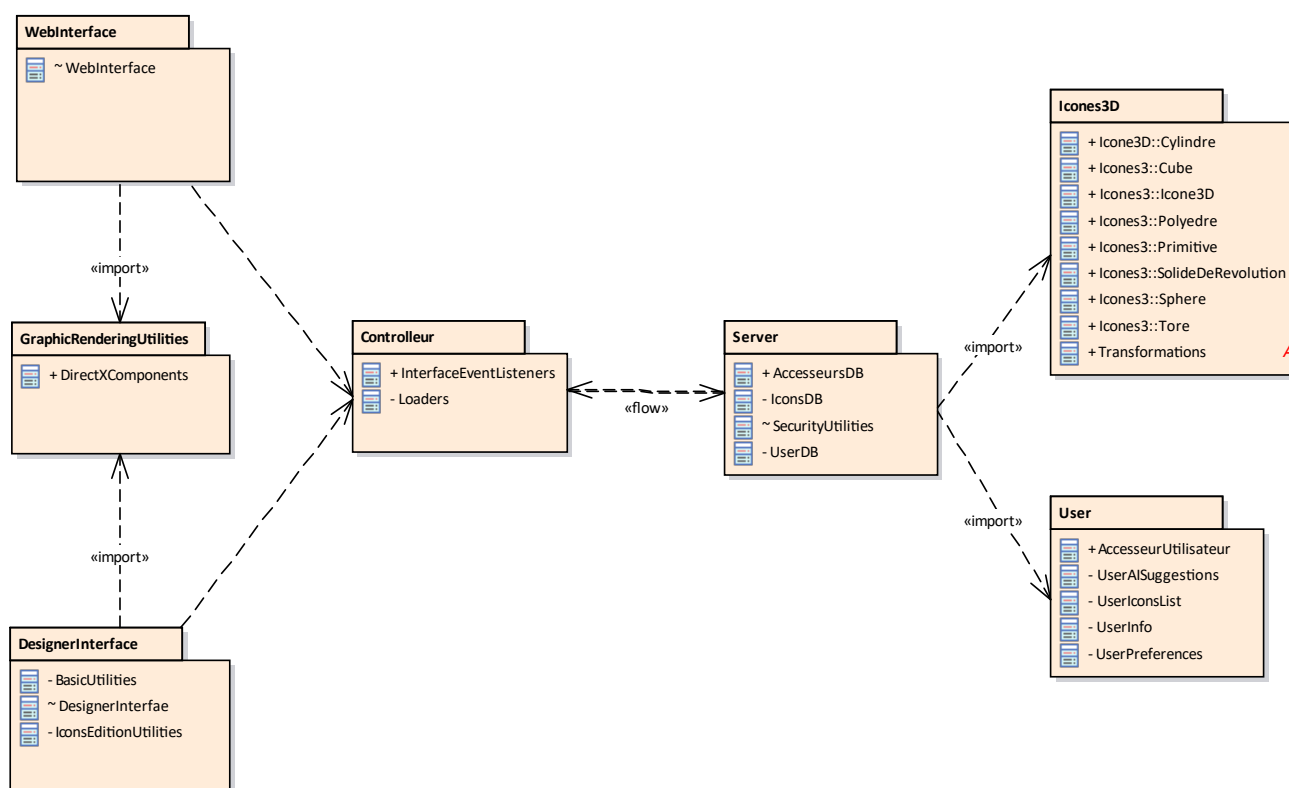 WebInterface
~ WebInterface
«import»
GraphicRenderingUtilities
+ DirectXComponents
«import»
DesignerInterface
- BasicUtilities
~ DesignerInterfae
- IconsEditionUtilities
Controlleur
+ InterfaceEventListeners
- Loaders
«flow»
Server
+ AccesseursDB
- IconsDB
~ SecurityUtilities
- UserDB
«import»
«import»
Icones3D
+ Icone3D::Cylindre
+ Icones3::Cube
+ Icones3::Icone3D
+ Icones3::Polyedre
+ Icones3::Primitive
+ Icones3::SolideDeRevolution
+ Icones3::Sphere
+ Icones3::Tore
+ Transformations
User
+ AccesseurUtilisateur
- UserAISuggestions
- UserIconsList
- UserInfo
- UserPreferences